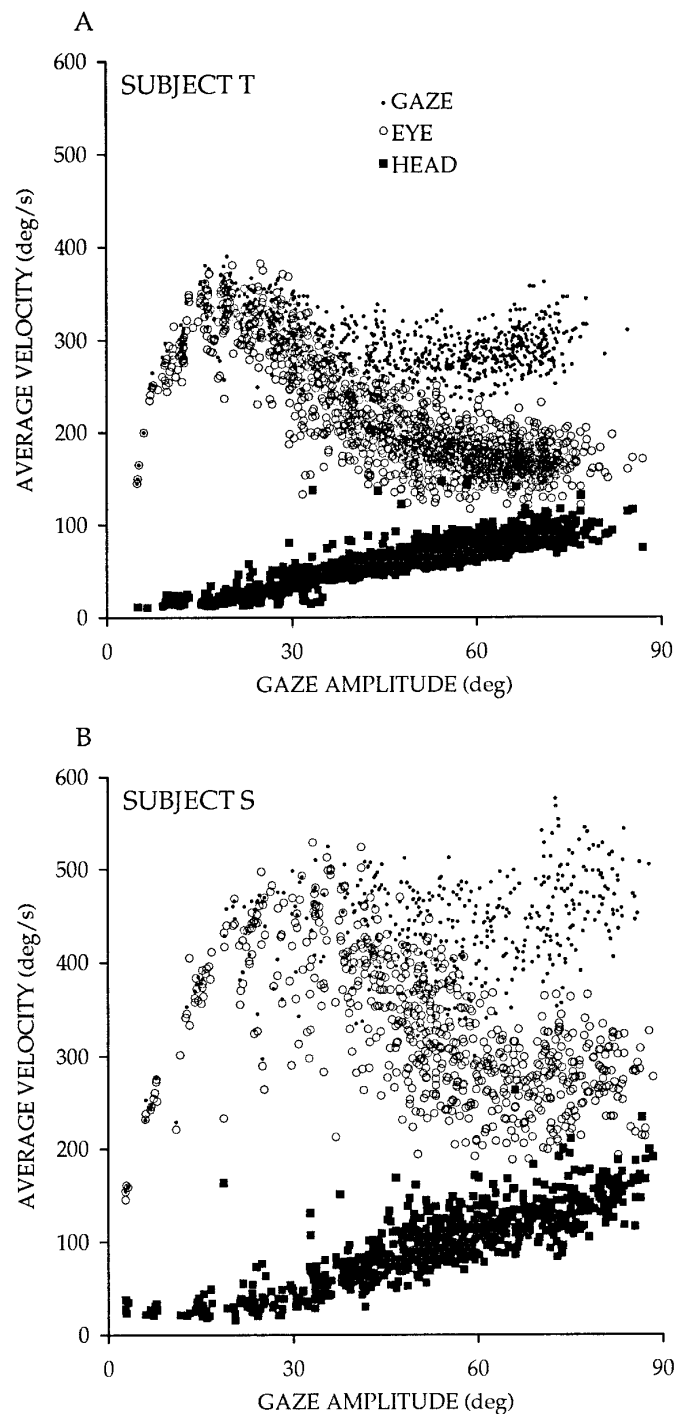 A
SUBJECT T
GAZE
EYE
HEAD
600
500
400
300
200
100
0
AVERAGE VELOCITY (deg/s)
0 30 60 90
GAZE AMPLITUDE (deg)
B
SUBJECT S
600
500
400
300
200
100
0
AVERAGE VELOCITY (deg/s)
0 30 60 90
GAZE AMPLITUDE (deg)